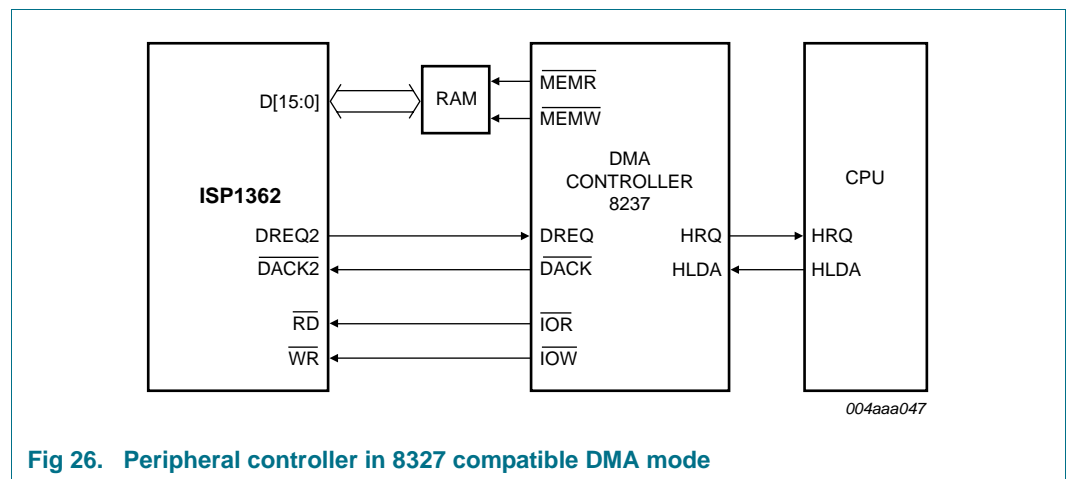 D[15:0]
RAM
MEMR
MEMW
DMA
CONTROLLER
8237
CPU
ISP1362
DREQ2
DREQ
HRQ
HRQ
DACK2
DACK
HLDA
HLDA
RD
IOR
WR
IOW
004aaa047
Fig 26. Peripheral controller in 8327 compatible DMA mode